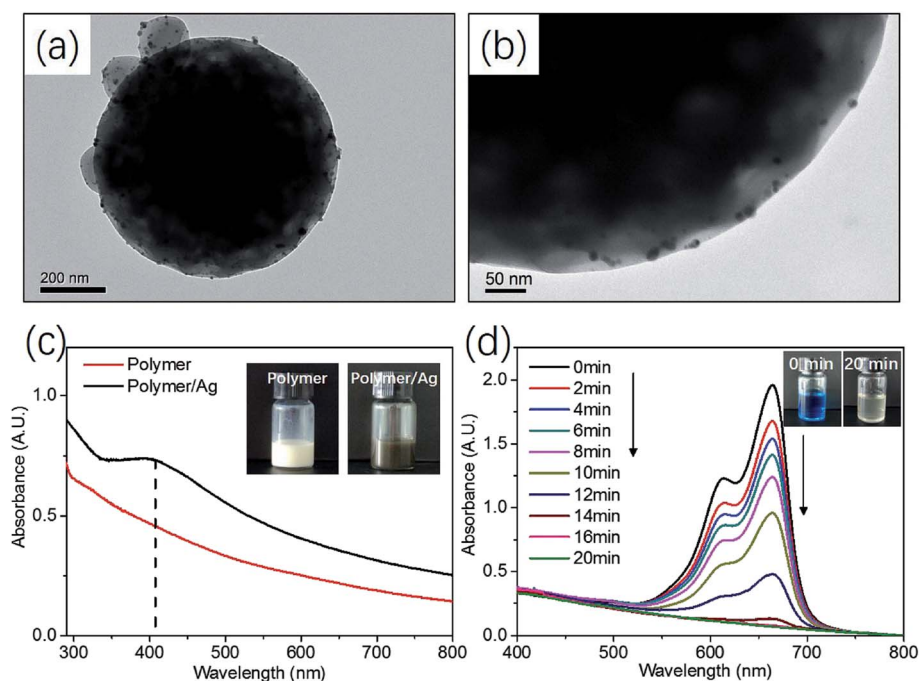 (a)
200 nm
(b)
50 nm
(c)
Polymer
Polymer/Ag
Polymer
Polymer/Ag
1.0
0.5
0.0
300
400
500
600
700
800
Wavelength (nm)
Absorbance (A.U.)
(d)
0min
2min
4min
6min
8min
10min
12min
14min
16min
20min
0 min
20 min
2.0
1.5
1.0
0.5
0.0
400
500
600
700
800
Wavelength (nm)
Absorbance (A.U.)